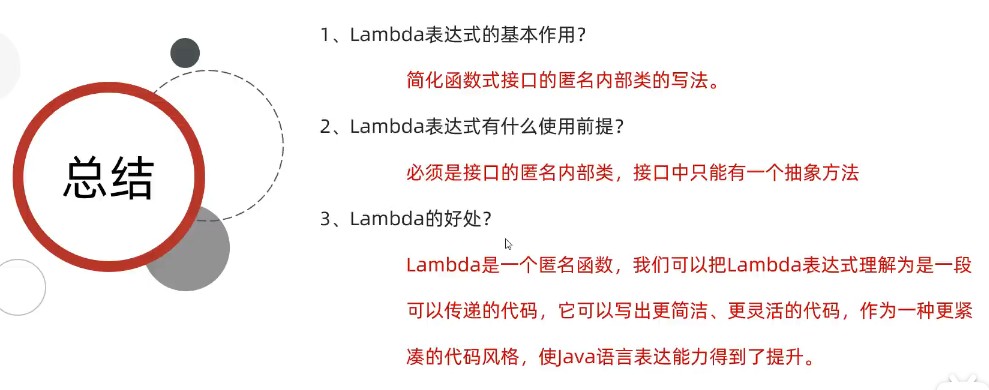 总结
1、Lambda表达式的基本作用？
简化函数式接口的匿名内部类的写法。
2、Lambda表达式有什么使用前提？
必须是接口的匿名内部类，接口中只能有一个抽象方法
3、Lambda的好处？
Lambda是一个匿名函数，我们可以把Lambda表达式理解为是一段
可以传递的代码，它可以写出更简洁、更灵活的代码，作为一种更紧
凑的代码风格，使Java语言表达能力得到了提升。